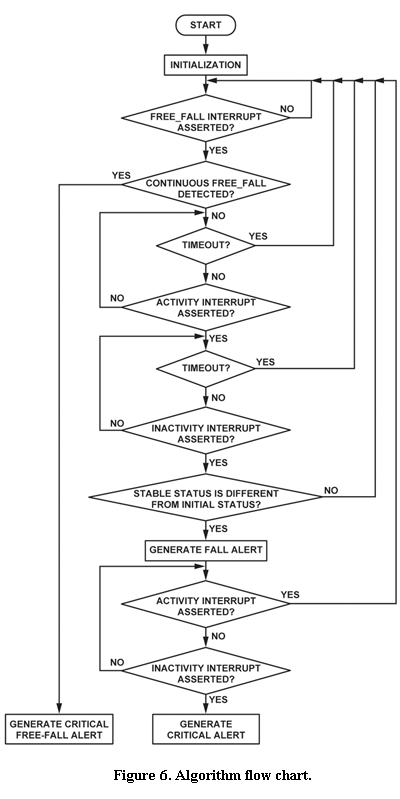 START
INITIALIZATION
FREE_FALL INTERRUPT
ASSERTED?
NO
YES
YES
CONTINUOUS FREE_FALL
DETECTED?
NO
TIMEOUT?
YES
NO
NO
ACTIVITY INTERRUPT
ASSERTED?
YES
TIMEOUT?
YES
NO
NO
INACTIVITY INTERRUPT
ASSERTED?
YES
STABLE STATUS IS DIFFERENT
FROM INITIAL STATUS?
NO
YES
GENERATE FALL ALERT
ACTIVITY INTERRUPT
ASSERTED?
YES
NO
NO
INACTIVITY INTERRUPT
ASSERTED?
YES
GENERATE CRITICAL
FREE-FALL ALERT
GENERATE
CRITICAL ALERT
Figure 6. Algorithm flow chart.